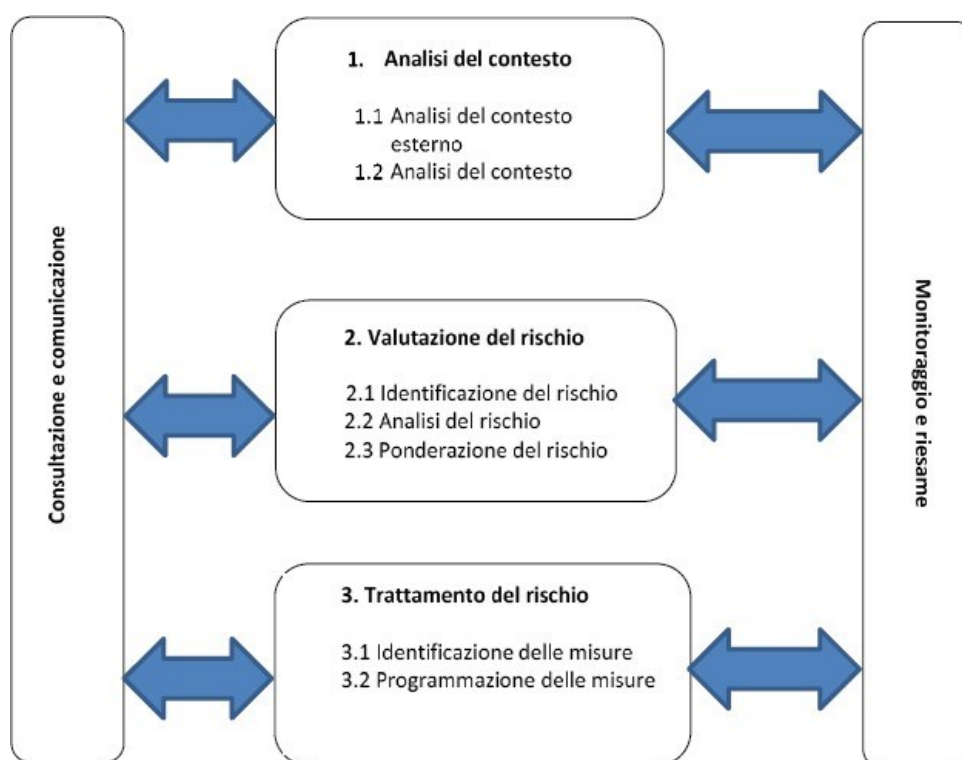 Consultazione e comunicazione
1. Analisi del contesto
1.1 Analisi del contesto
esterno
1.2 Analisi del contesto
2. Valutazione del rischio
2.1 Identificazione del rischio
2.2 Analisi del rischio
2.3 Ponderazione del rischio
3. Trattamento del rischio
3.1 Identificazione delle misure
3.2 Programmazione delle misure
Monitoraggio e riesame